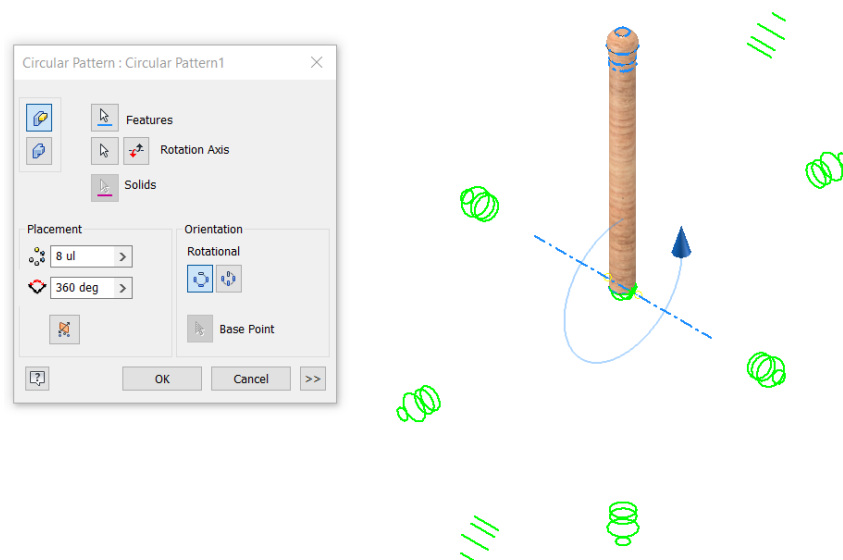 Circular Pattern : Circular Pattern1
Features
Rotation Axis
Solids
Placement
8 ul >
360 deg >
Orientation
Rotational
Base Point
?
OK
Cancel
>>